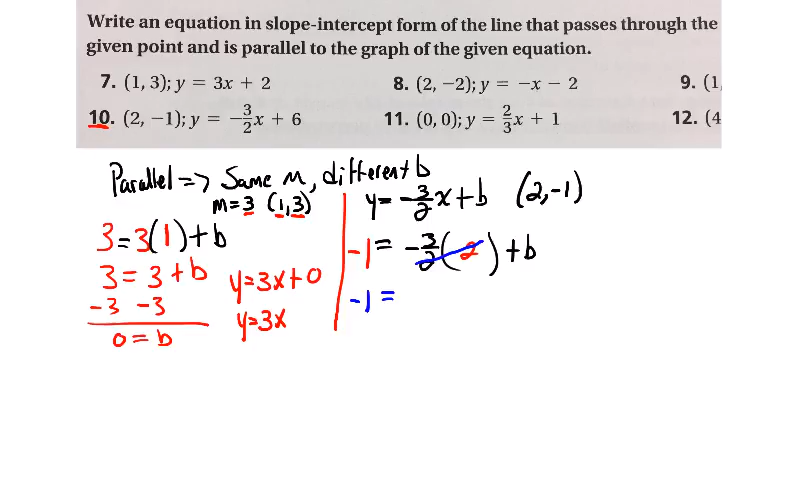 Write an equation in slope-intercept form of the line that passes through the
given point and is parallel to the graph of the given equation.
7. (1, 3); y = 3x + 2 8. (2, −2); y = −x − 2 9. (1,
10. (2, −1); y = −3/2x + 6 11. (0, 0); y = 2/3x + 1 12. (4
Parallel => Same m, different b
m=3 (1,3)
3=3(1)+b
3=3+b
-3 -3
0=b
y=3x+0
y=3x
y=-3/2x+b (2,-1)
-1=-3/2(2)+b
-1=